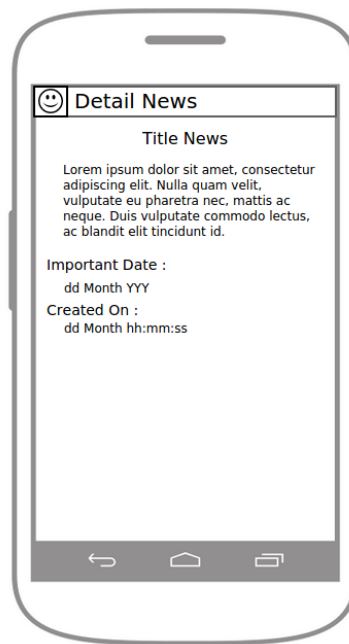 Detail News
Title News
Lorem ipsum dolor sit amet, consectetur
adipiscing elit. Nulla quam velit,
vulputate eu pharetra nec, mattis ac
neque. Duis vulputate commodo lectus,
ac blandit elit tincidunt id.
Important Date :
dd Month YYY
Created On :
dd Month hh:mm:ss